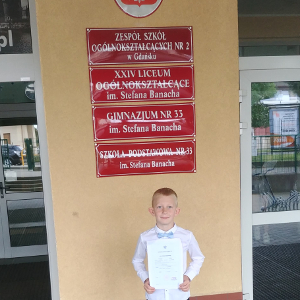 .pl
ZESPÓŁ SZKÓŁ
OGÓLNOKSZTAŁCĄCYCH NR 2
w Gdańsku
XXIV LICEUM
OGÓLNOKSZTAŁCĄCE
im. Stefana Banacha
GIMNAZJUM NR 33
im. Stefana Banacha
SZKOŁA PODSTAWOWA NR 33
im. Stefana Banacha